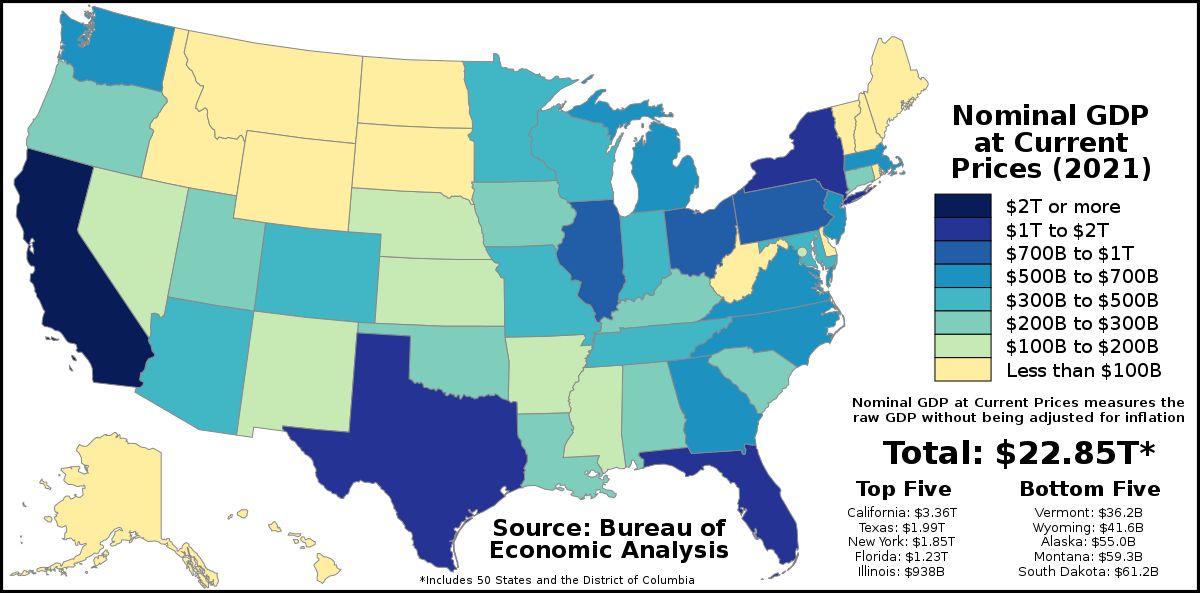 Nominal GDP
at Current
Prices (2021)
$2T or more
$1T to $2T
$700B to $1T
$500B to $700B
$300B to $500B
$200B to $300B
$100B to $200B
Less than $100B
Nominal GDP at Current Prices measures the
raw GDP without being adjusted for inflation
Total: $22.85T*
Top Five
California: $3.36T
Texas: $1.99T
New York: $1.85T
Florida: $1.23T
Illinois: $938B
Bottom Five
Vermont: $36.2B
Wyoming: $41.6B
Alaska: $55.0B
Montana: $59.3B
South Dakota: $61.2B
Source: Bureau of
Economic Analysis
*Includes 50 States and the District of Columbia